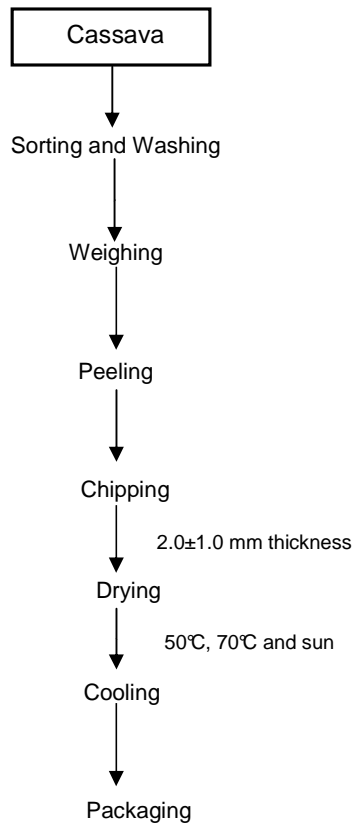 Cassava
Sorting and Washing
Weighing
Peeling
Chipping
2.0±1.0 mm thickness
Drying
50℃, 70℃ and sun
Cooling
Packaging